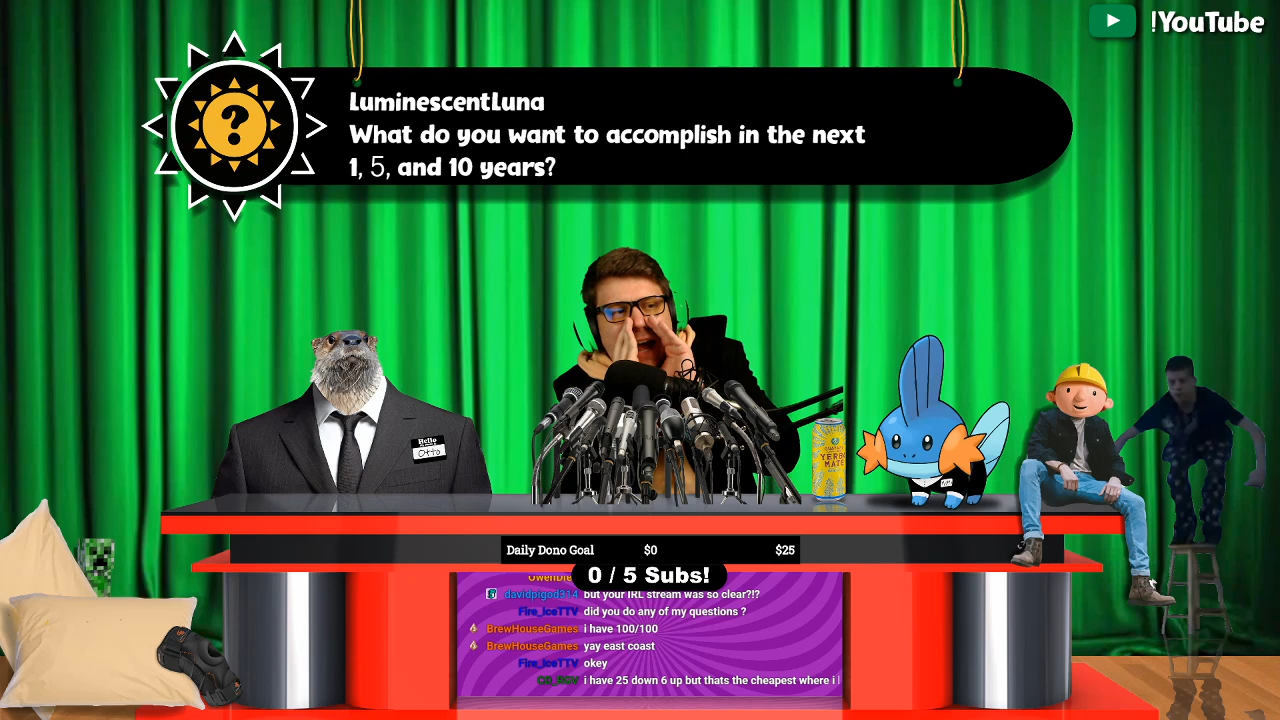 !YouTube
LuminescentLuna
What do you want to accomplish in the next
1, 5, and 10 years?
?
Hello
Otto
YERBA
MATE
Daily Dono Goal $0 $25
0 / 5 Subs!
davidpigod314 but your IRL stream was so clear?!?
Fire_IceTTV did you do any of my questions ?
BrewHouseGames i have 100/100
BrewHouseGames yay east coast
Fire_IceTTV okey
i have 25 down 6 up but thats the cheapest where i